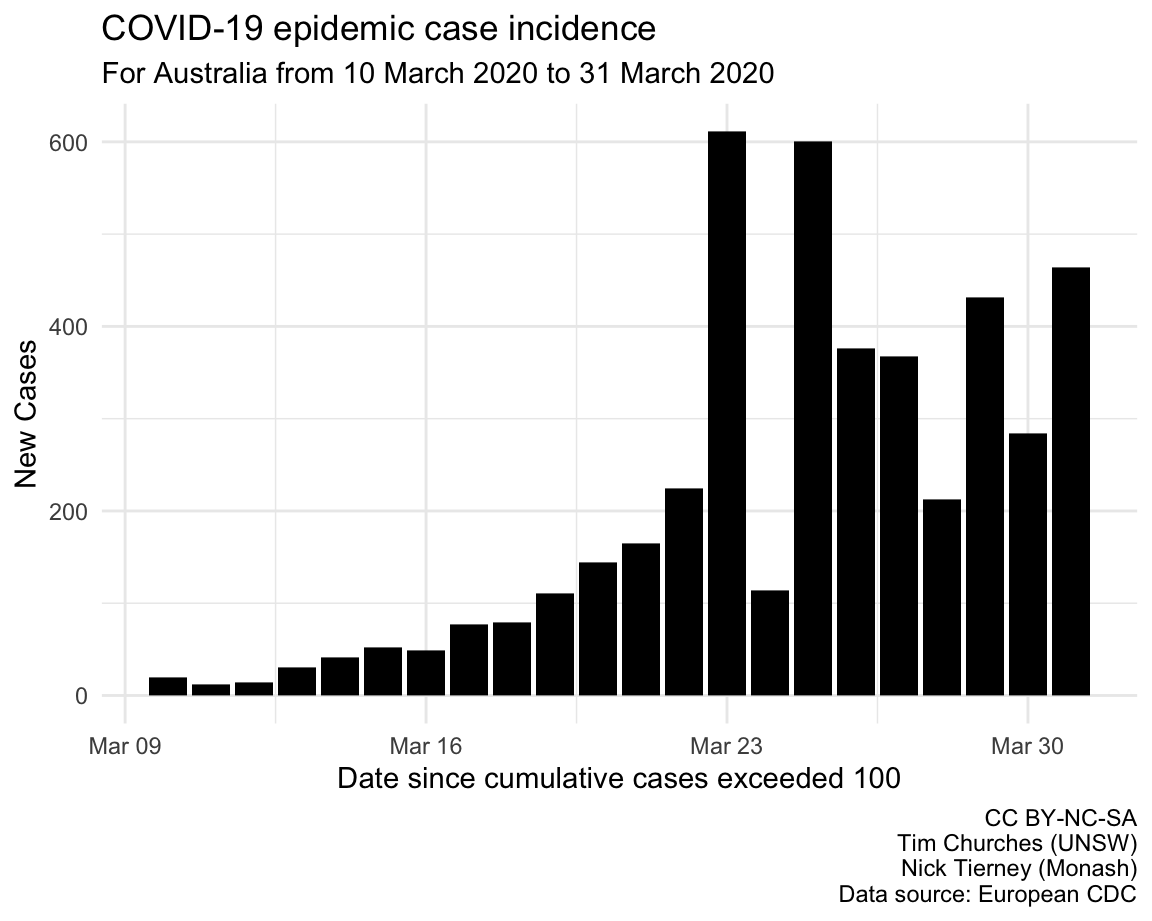 COVID-19 epidemic case incidence
For Australia from 10 March 2020 to 31 March 2020
600
400
200
0
New Cases
Mar 09 Mar 16 Mar 23 Mar 30
Date since cumulative cases exceeded 100
CC BY-NC-SA
Tim Churches (UNSW)
Nick Tierney (Monash)
Data source: European CDC